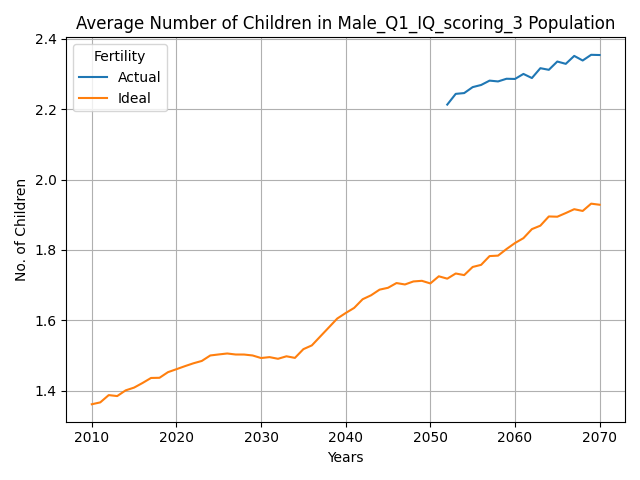 Average Number of Children in Male_Q1_IQ_scoring_3 Population
Fertility
Actual
Ideal
No. of Children
2.4
2.2
2.0
1.8
1.6
1.4
2010 2020 2030 2040 2050 2060 2070
Years